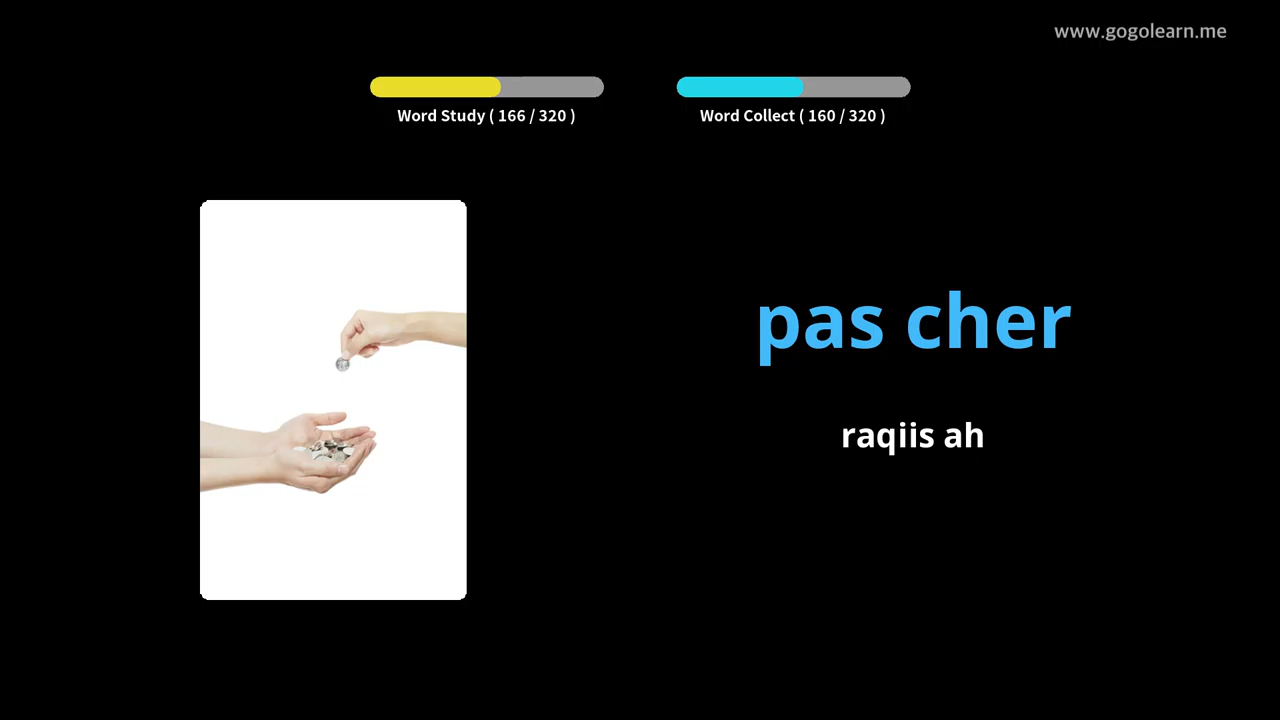 www.gogolearn.me
Word Study ( 166 / 320 )
Word Collect ( 160 / 320 )
pas cher
raqiis ah